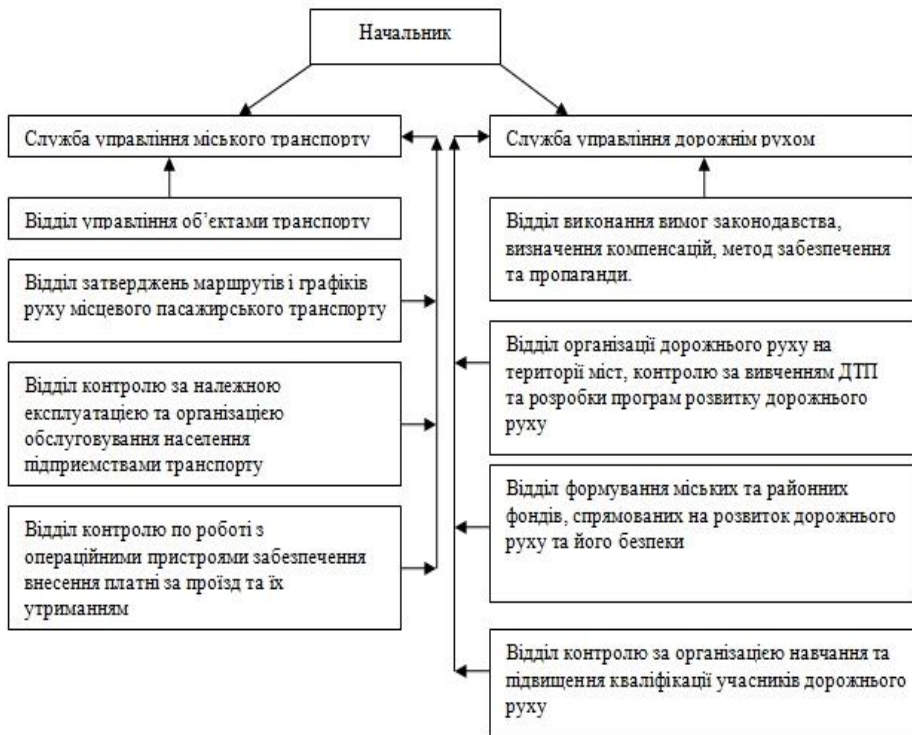 Начальник
Служба управління міського транспорту
Відділ управління об’єктами транспорту
Відділ затверджень маршрутів і графіків
руху місцевого пасажирського транспорту
Відділ контролю за належною
експлуатацією та організацією
обслуговування населення
підприємствами транспорту
Відділ контролю по роботі з
операційними пристроями забезпечення
внесення платні за проїзд та їх
утриманням
Служба управління дорожнім рухом
Відділ виконання вимог законодавства,
визначення компенсацій, метод забезпечення
та пропаганди.
Відділ організації дорожнього руху на
території міст, контролю за вивченням ДТП
та розробки програм розвитку дорожнього
руху
Відділ формування міських та районних
фондів, спрямованих на розвиток дорожнього
руху та його безпеки
Відділ контролю за організацією навчання та
підвищення кваліфікації учасників дорожнього
руху